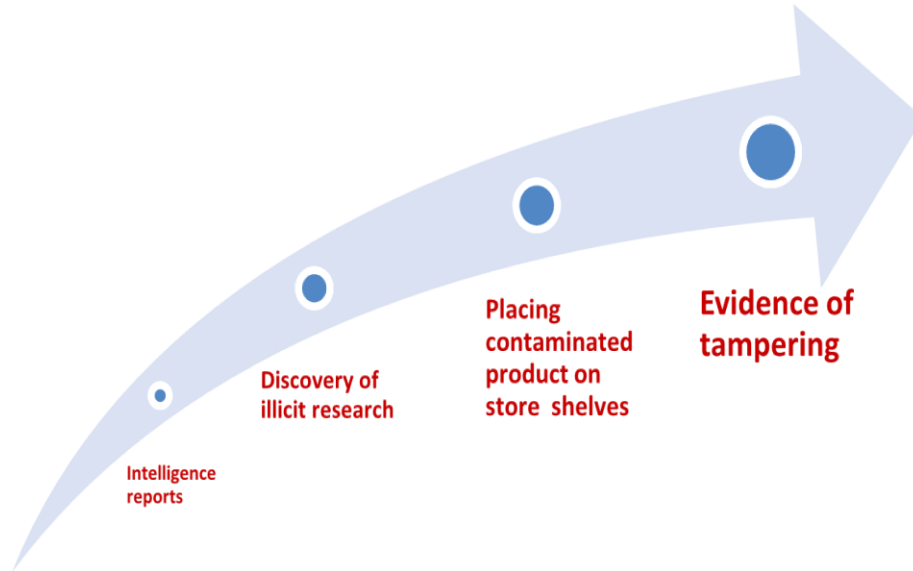 Intelligence
reports
Discovery of
illicit research
Placing
contaminated
product on
store shelves
Evidence of
tampering